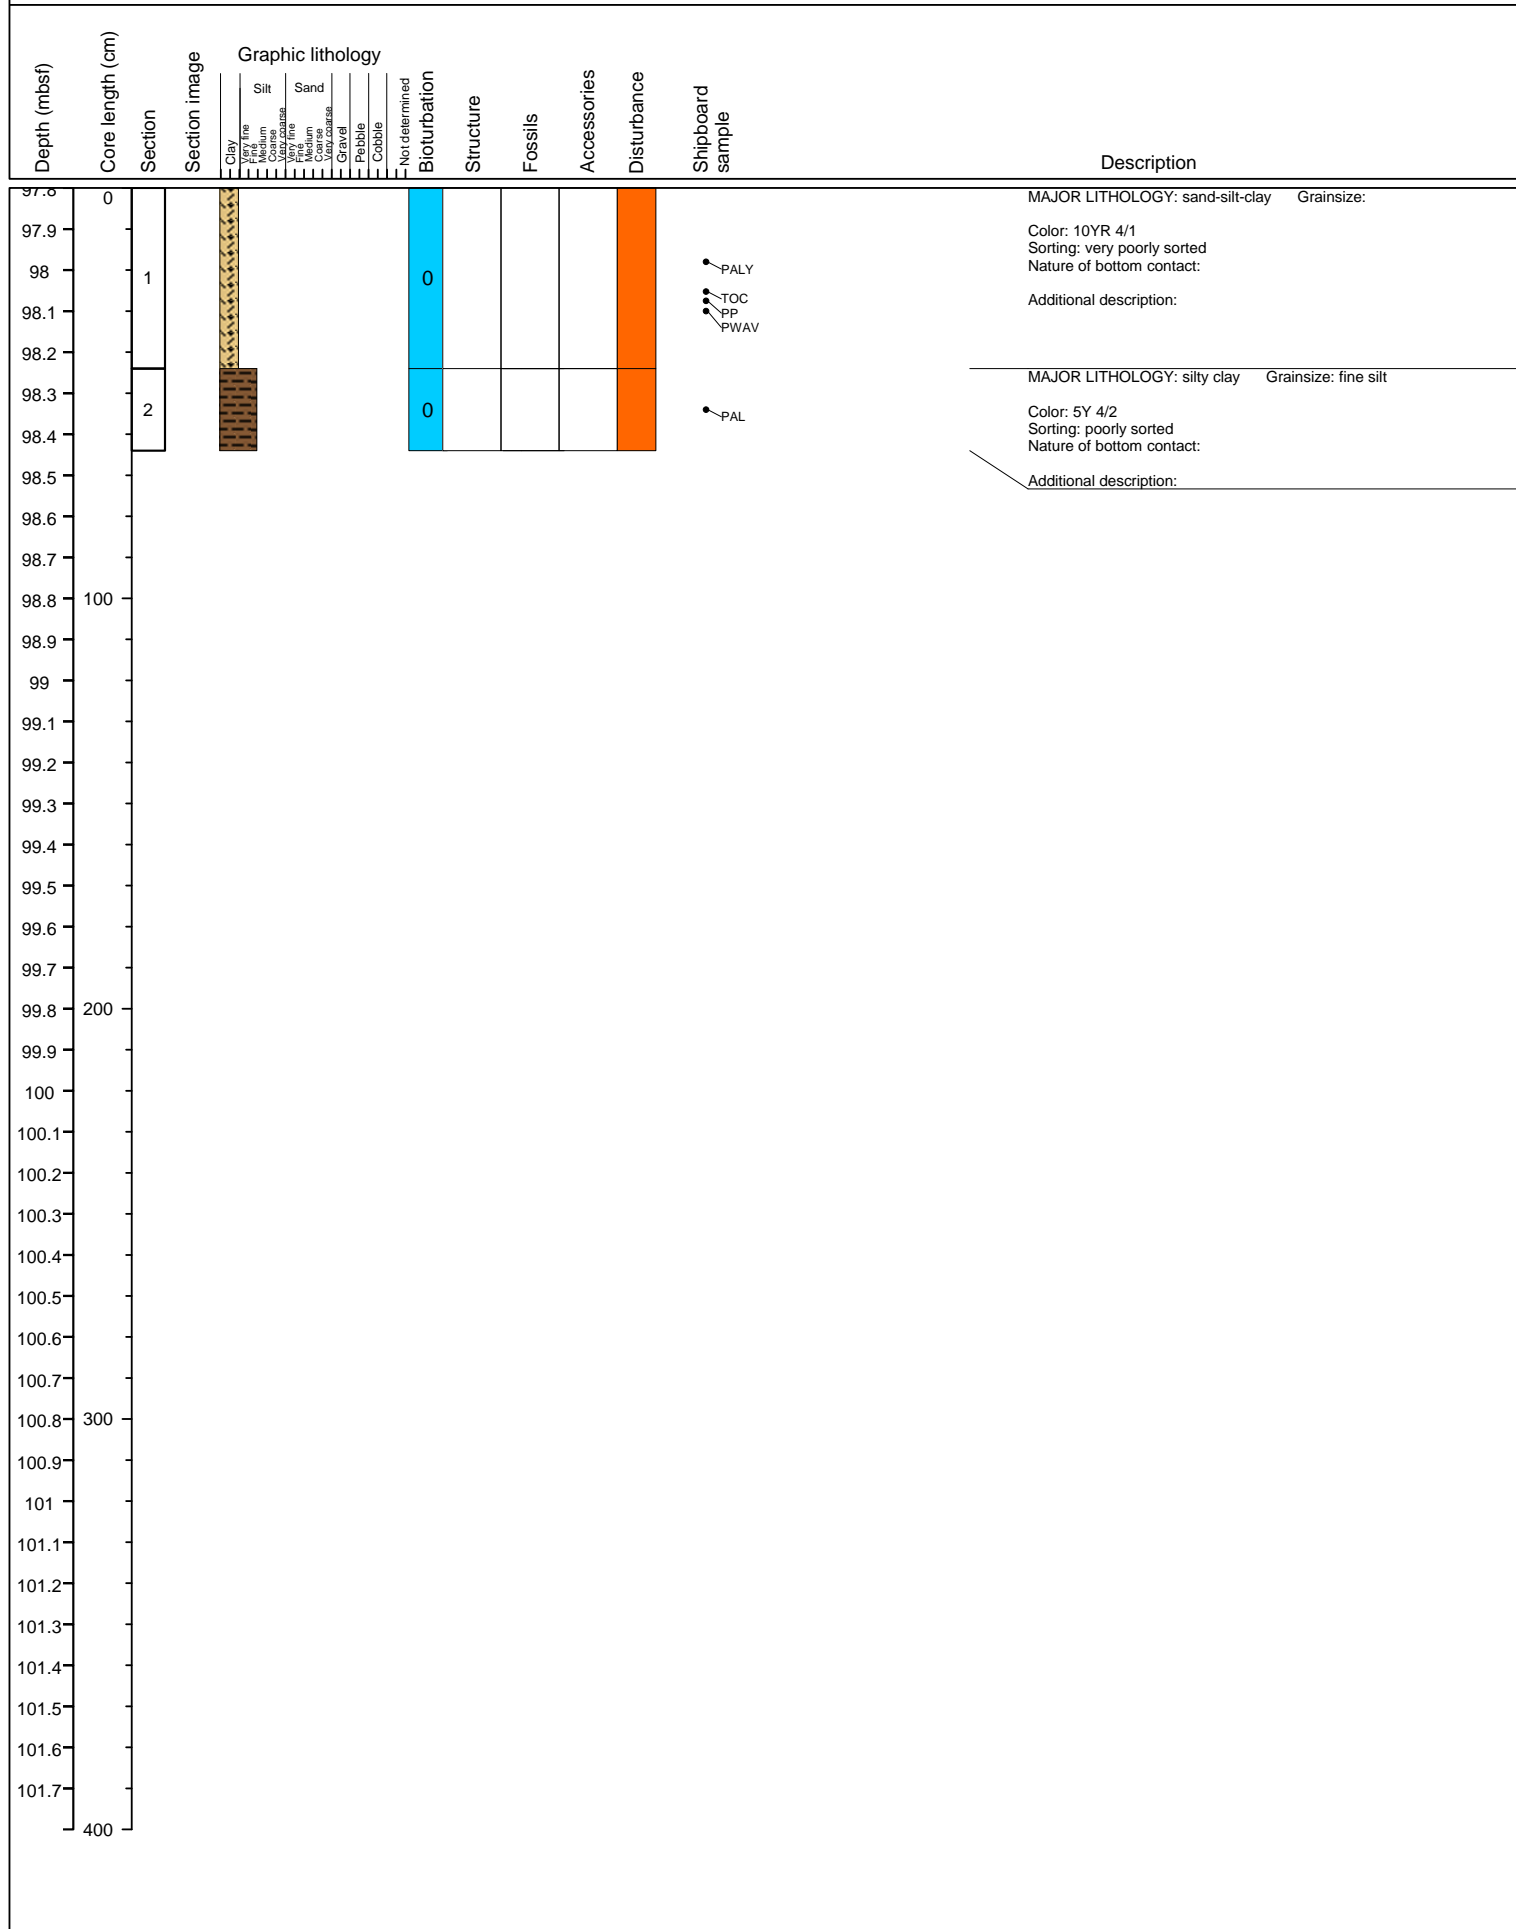 Depth (mbsf)
Core length (cm)
Section
Section image
Graphic lithology
Clay
Silt
Very fine
Fine
Medium
Coarse
Very coarse
Sand
Very fine
Fine
Medium
Coarse
Very coarse
Gravel
Pebble
Cobble
Not determined
Bioturbation
Structure
Fossils
Accessories
Disturbance
Shipboard
sample
Description
97.8
0
MAJOR LITHOLOGY: sand-silt-clay Grainsize:
97.9
Color: 10YR 4/1
Sorting: very poorly sorted
98
1
0
PALY
Nature of bottom contact:
TOC
Additional description:
98.1
PP
PWAV
98.2
MAJOR LITHOLOGY: silty clay Grainsize: fine silt
98.3
2
0
PAL
Color: 5Y 4/2
Sorting: poorly sorted
98.4
Nature of bottom contact:
98.5
Additional description:
98.6
98.7
98.8
100
98.9
99
99.1
99.2
99.3
99.4
99.5
99.6
99.7
99.8
200
99.9
100
100.1
100.2
100.3
100.4
100.5
100.6
100.7
100.8
300
100.9
101
101.1
101.2
101.3
101.4
101.5
101.6
101.7
400